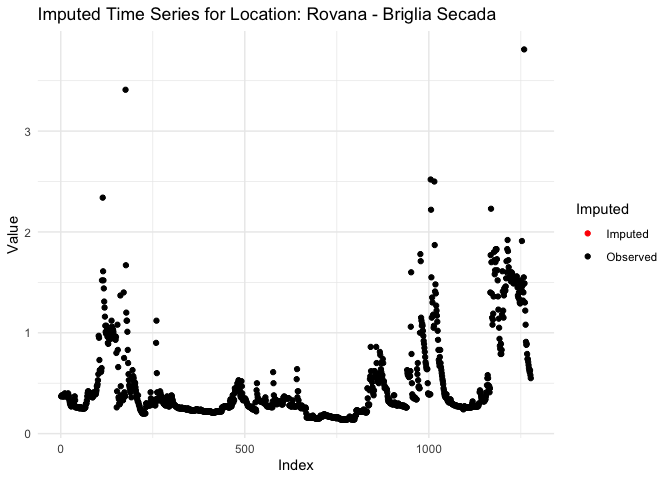 Imputed Time Series for Location: Rovana - Briglia Secada
3
2
1
0
Value
0
500
1000
Index
Imputed
Imputed
Observed